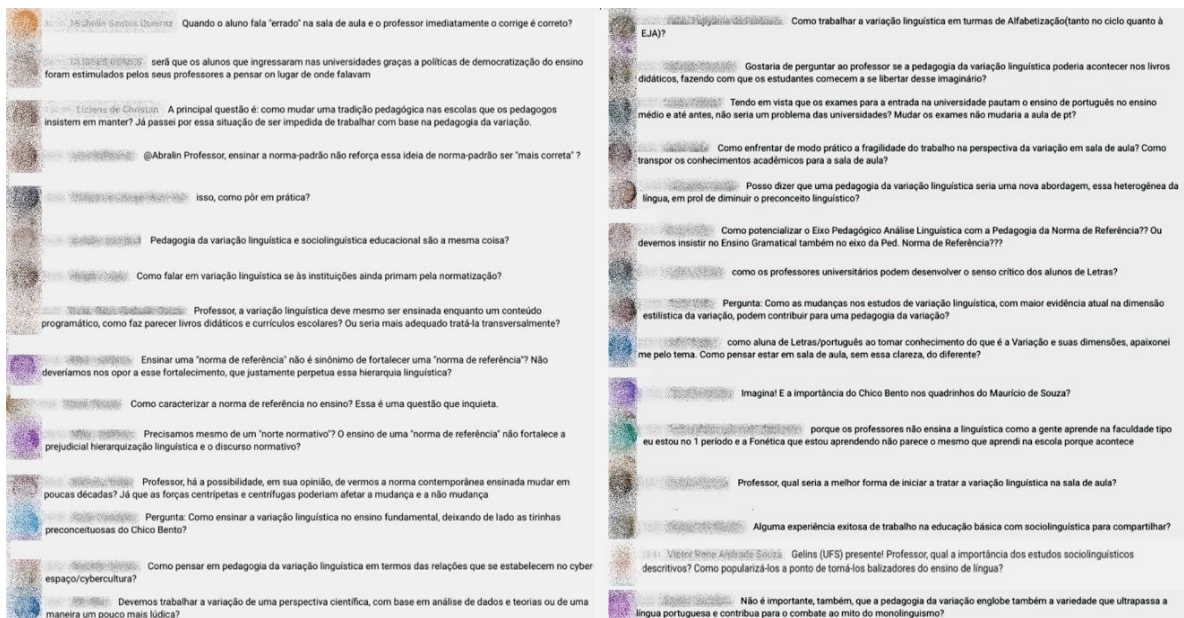 Quando o aluno fala "errado" na sala de aula e o professor imediatamente o corrige é correto?
será que os alunos que ingressaram nas universidades graças a políticas de democratização do ensino
foram estimulados pelos seus professores a pensar on lugar de onde falavam
A principal questão é: como mudar uma tradição pedagógica nas escolas que os pedagogos
insistem em manter? Já passei por essa situação de ser impedida de trabalhar com base na pedagogia da variação.
@Abralin Professor, ensinar a norma-padrão não reforça essa ideia de norma-padrão ser "mais correta" ?
isso, como pôr em prática?
Pedagogia da variação linguística e sociolinguística educacional são a mesma coisa?
Como falar em variação linguística se às instituições ainda primam pela normatização?
Professor, a variação linguística deve mesmo ser ensinada enquanto um conteúdo
programático, como faz parecer livros didáticos e currículos escolares? Ou seria mais adequado tratá-la transversalmente?
Ensinar uma "norma de referência" não é sinônimo de fortalecer uma "norma de referência"? Não
deveríamos nos opor a esse fortalecimento, que justamente perpetua essa hierarquia linguística?
Como caracterizar a norma de referência no ensino? Essa é uma questão que inquieta.
Precisamos mesmo de um "norte normativo"? O ensino de uma "norma de referência" não fortalece a
prejudicial hierarquização linguística e o discurso normativo?
Professor, há a possibilidade, em sua opinião, de vermos a norma contemporânea ensinada mudar em
poucas décadas? Já que as forças centrípetas e centrífugas poderiam afetar a mudança e a não mudança
Pergunta: Como ensinar a variação linguística no ensino fundamental, deixando de lado as tirinhas
preconceituosas do Chico Bento?
Como pensar em pedagogia da variação linguística em termos das relações que se estabelecem no cyber
espaço/cybercultura?
Devemos trabalhar a variação de uma perspectiva científica, com base em análise de dados e teorias ou de uma
maneira um pouco mais lúdica?
Como trabalhar a variação linguística em turmas de Alfabetização(tanto no ciclo quanto à
EJA)?
Gostaria de perguntar ao professor se a pedagogia da variação linguística poderia acontecer nos livros
didáticos, fazendo com que os estudantes comecem a se libertar desse imaginário?
Tendo em vista que os exames para a entrada na universidade pautam o ensino de português no ensino
médio e até antes, não seria um problema das universidades? Mudar os exames não mudaria a aula de pt?
Como enfrentar de modo prático a fragilidade do trabalho na perspectiva da variação em sala de aula? Como
transpor os conhecimentos acadêmicos para a sala de aula?
Posso dizer que uma pedagogia da variação linguística seria uma nova abordagem, essa heterogênea da
língua, em prol de diminuir o preconceito linguístico?
Como potencializar o Eixo Pedagógico Análise Linguística com a Pedagogia da Norma de Referência?? Ou
devemos insistir no Ensino Gramatical também no eixo da Ped. Norma de Referência???
como os professores universitários podem desenvolver o senso crítico dos alunos de Letras?
Pergunta: Como as mudanças nos estudos de variação linguística, com maior evidência atual na dimensão
estilística da variação, podem contribuir para uma pedagogia da variação?
como aluna de Letras/português ao tomar conhecimento do que é a Variação e suas dimensões, apaixonei
me pelo tema. Como pensar estar em sala de aula, sem essa clareza, do diferente?
Imagina! E a importância do Chico Bento nos quadrinhos do Maurício de Souza?
porque os professores não ensina a linguística como a gente aprende na faculdade tipo
eu estou no 1 período e a Fonética que estou aprendendo não parece o mesmo que aprendi na escola porque acontece
Professor, qual seria a melhor forma de iniciar a tratar a variação linguística na sala de aula?
Alguma experiência exitosa de trabalho na educação básica com sociolinguística para compartilhar?
Victor Rene Andrade Souza Gelins (UFS) presente! Professor, qual a importância dos estudos sociolinguísticos
descritivos? Como popularizá-los a ponto de torná-los balizadores do ensino de língua?
Não é importante, também, que a pedagogia da variação englobe também a variedade que ultrapassa a
língua portuguesa e contribua para o combate ao mito do monolinguismo?